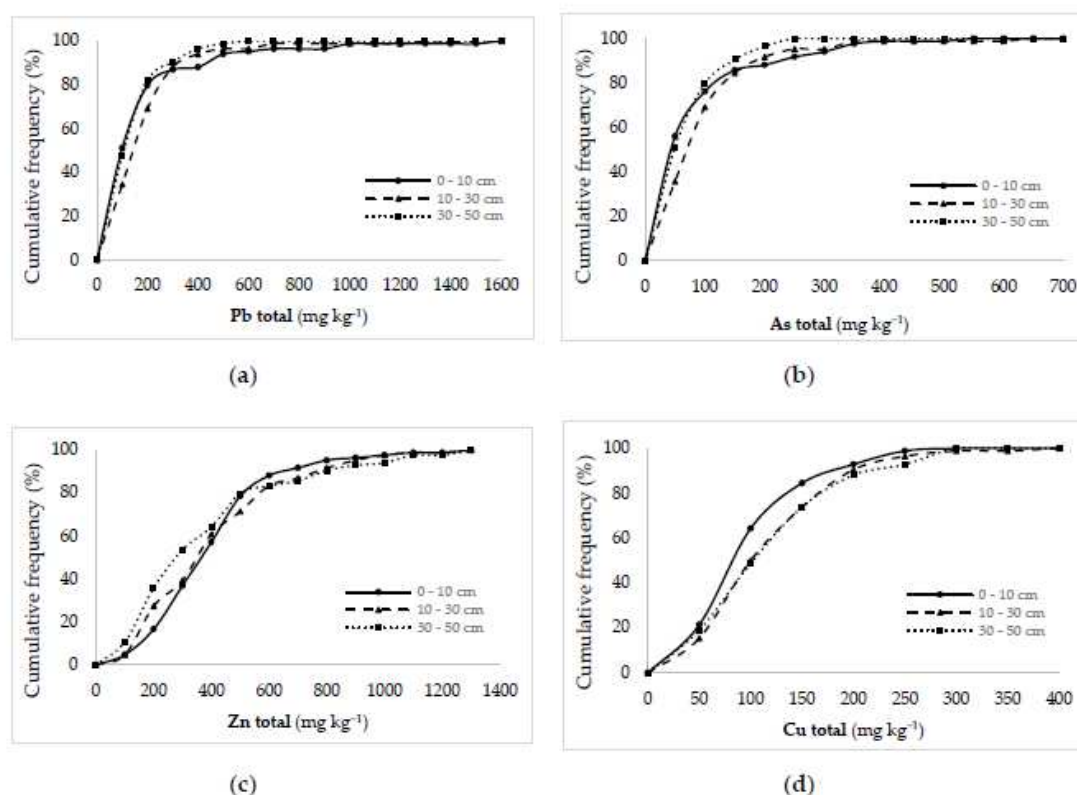 Cumulative frequency (%)
100
80
60
40
20
0
0 - 10 cm
10 - 30 cm
30 - 50 cm
0 200 400 600 800 1000 1200 1400 1600
Pb total (mg kg⁻¹)
(a)
Cumulative frequency (%)
100
80
60
40
20
0
0 - 10 cm
10 - 30 cm
30 - 50 cm
0 100 200 300 400 500 600 700
As total (mg kg⁻¹)
(b)
Cumulative frequency (%)
100
80
60
40
20
0
0 - 10 cm
10 - 30 cm
30 - 50 cm
0 200 400 600 800 1000 1200 1400
Zn total (mg kg⁻¹)
(c)
Cumulative frequency (%)
100
80
60
40
20
0
0 - 10 cm
10 - 30 cm
30 - 50 cm
0 50 100 150 200 250 300 350 400
Cu total (mg kg⁻¹)
(d)